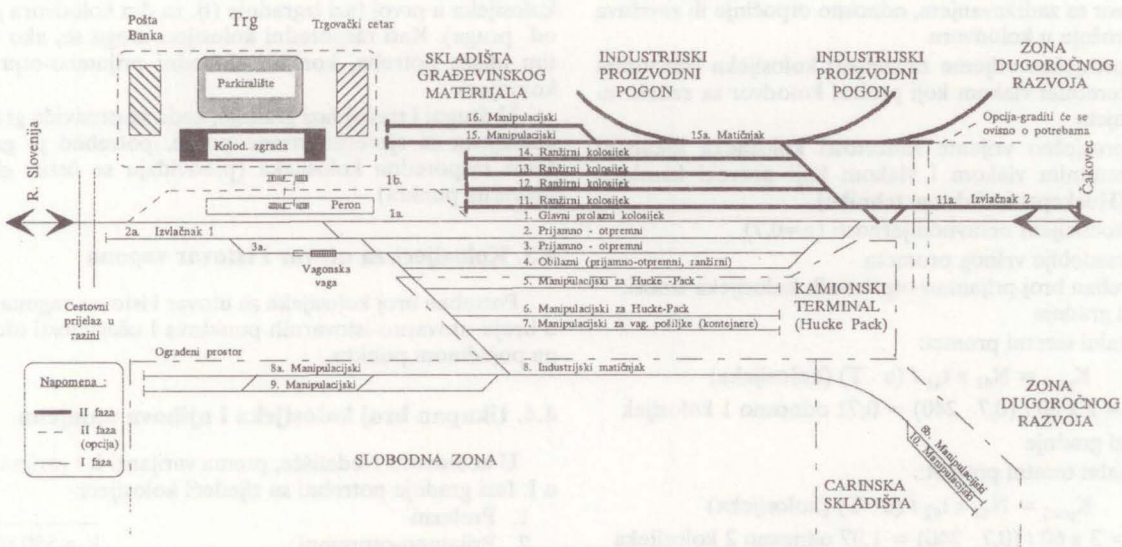 Pošta
Banka
Trg
Trgovački cetar
Parkiralište
Kolod. zgrada
SKLADIŠTA
GRAĐEVINSKOG
MATERIJALA
INDUSTRIJSKI
PROIZVODNI
POGON
INDUSTRIJSKI
PROIZVODNI
POGON
ZONA
DUGOROČNOG
RAZVOJA
Opcija-graditi će se
ovisno o potrebama
R. Slovenija
Čakovec
16. Manipulacijski
15. Manipulacijski
15a. Matičnjak
14. Ranžirni kolosijek
13. Ranžirni kolosijek
12. Ranžirni kolosijek
11. Ranžirni kolosijek
11a. Izvlačnak 2
1b.
Peron
1a.
1. Glavni prolazni kolosijek
2a. Izvlačnak 1
2. Prijamno - otpremni
3a.
3. Prijamno - otpremni
Vagonska
vaga
4. Obilazni (prijamno-otpremni, ranžirni)
5. Manipulacijski za Hucke-Pack
6. Manipulacijski za Hucke-Pack
7. Manipulacijski za vag. pošiljke (kontejnere)
KAMIONSKI
TERMINAL
(Hucke Pack)
Cestovni
prijelaz u
razini
Ograđeni prostor
8a. Manipulacijski
8. Industrijski matičnjak
9. Manipulacijski
Napomena :
II faza
II faza
(opcija)
I faza
SLOBODNA ZONA
CARINSKA
SKLADIŠTA
8b. Manipulacijski
10. Manipulacijski
ZONA
DUGOROČNOG
RAZVOJA